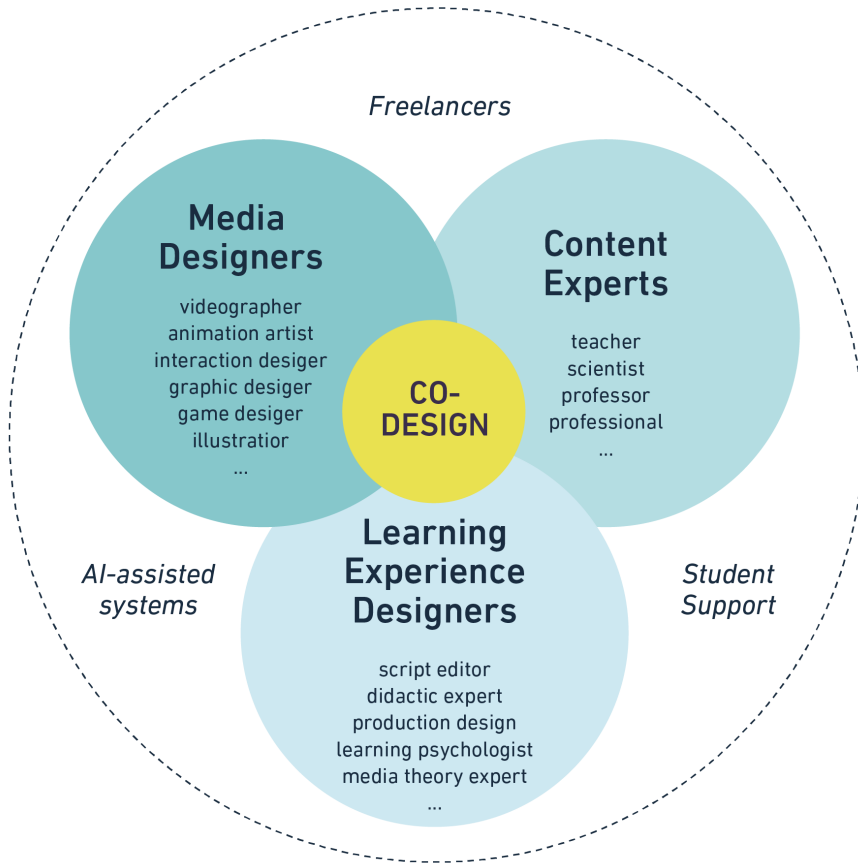 Freelancers
Media
Designers
videographer
animation artist
interaction desiger
graphic desiger
game desiger
illustratior
...
Content
Experts
teacher
scientist
professor
professional
...
CO-
DESIGN
Learning
Experience
Designers
script editor
didactic expert
production design
learning psychologist
media theory expert
...
AI-assisted
systems
Student
Support